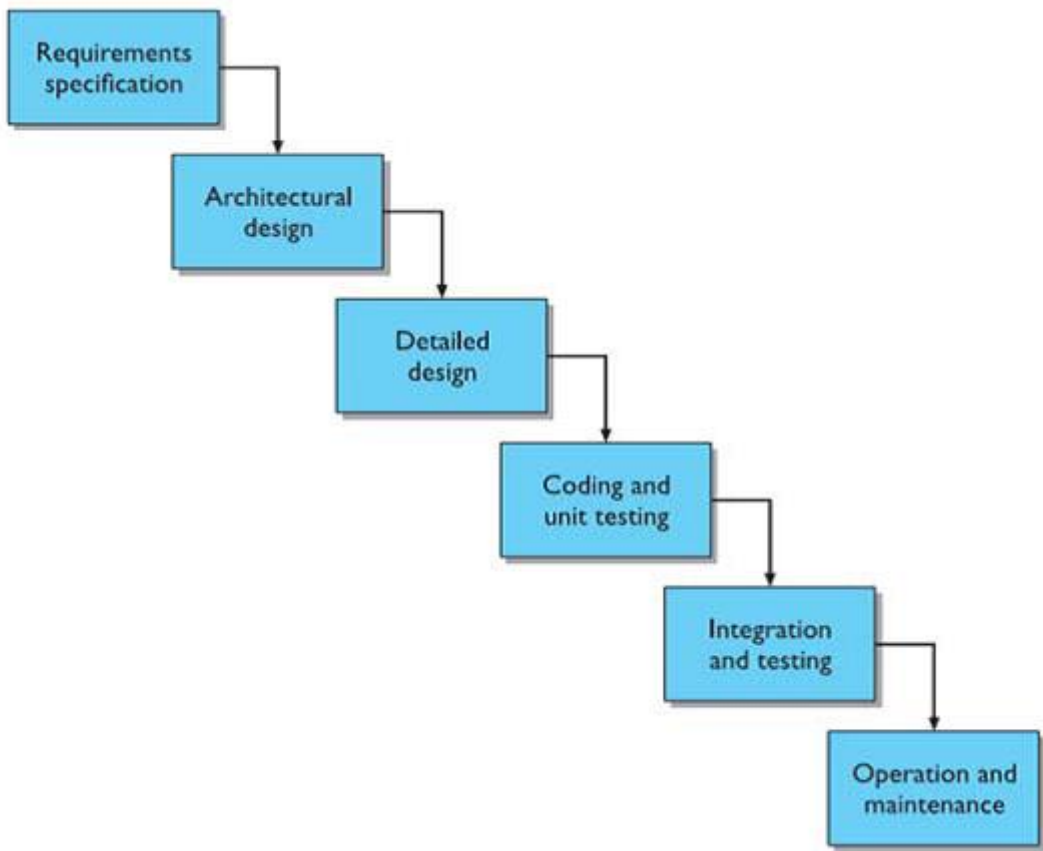 Requirements
specification
Architectural
design
Detailed
design
Coding and
unit testing
Integration
and testing
Operation and
maintenance